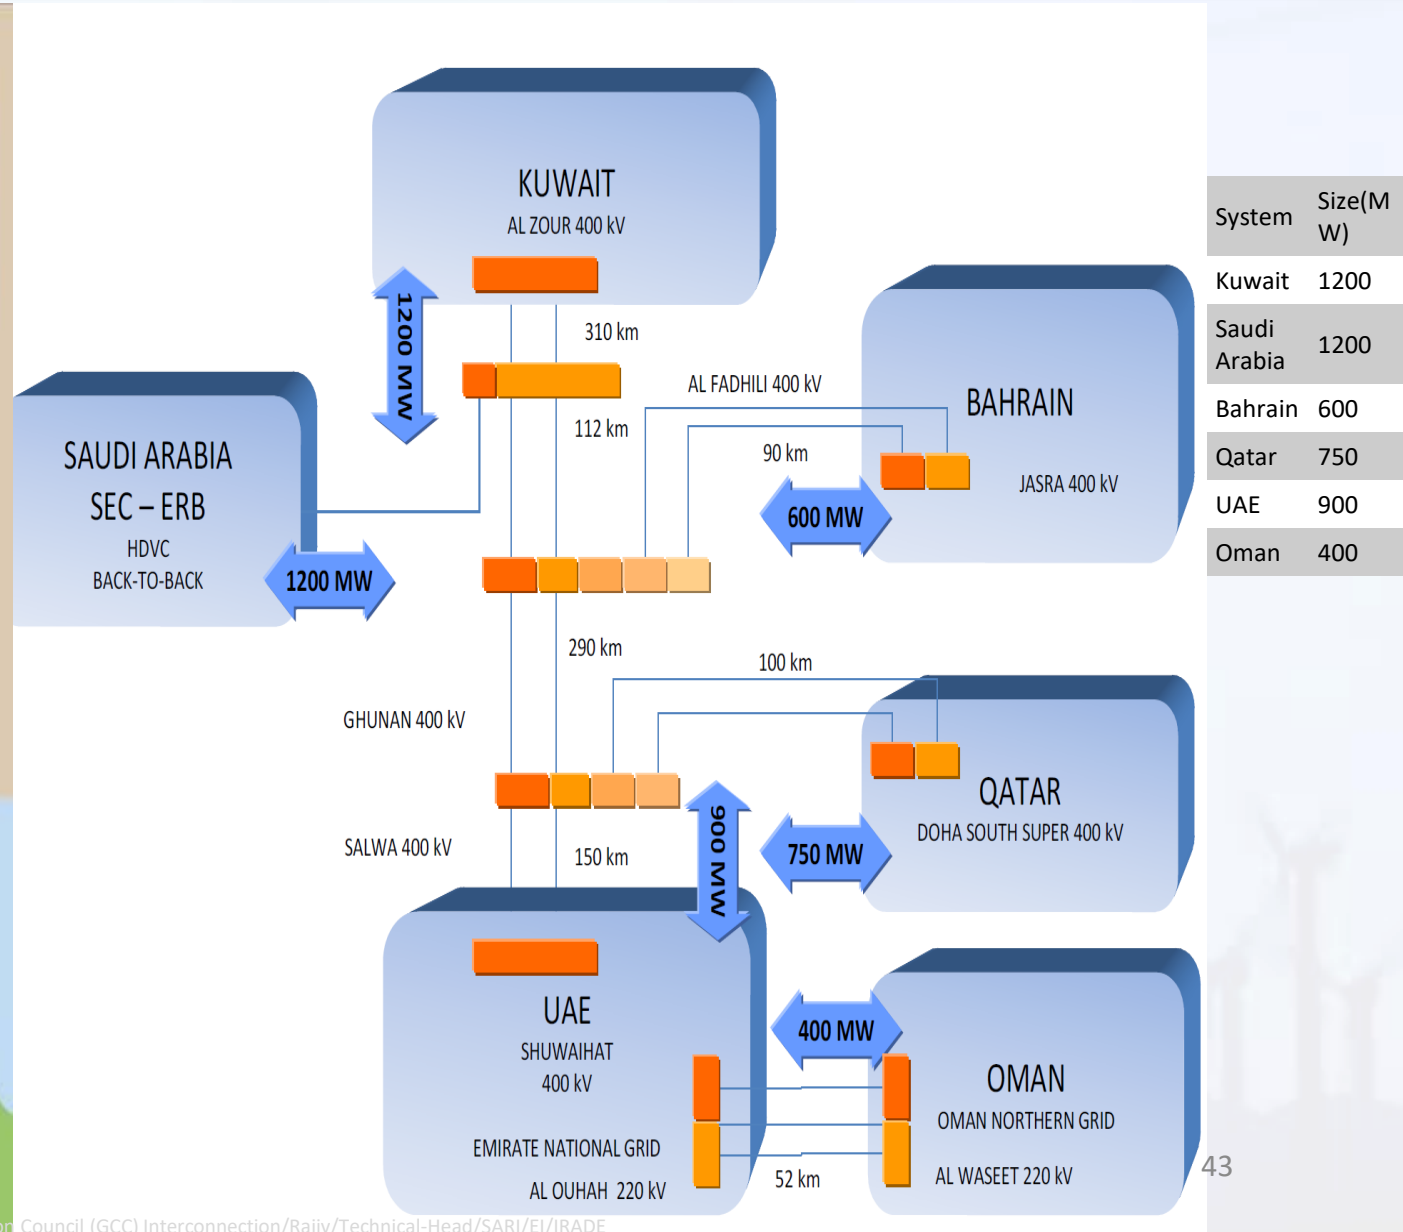 KUWAIT
AL ZOUR 400 kV
1200 MW
310 km
112 km
AL FADHILI 400 kV
90 km
BAHRAIN
JASRA 400 kV
600 MW
SAUDI ARABIA
SEC – ERB
HDVC
BACK-TO-BACK
1200 MW
290 km
100 km
GHUNAN 400 kV
SALWA 400 kV
150 km
900 MW
750 MW
QATAR
DOHA SOUTH SUPER 400 kV
UAE
SHUWAIHAT
400 kV
EMIRATE NATIONAL GRID
AL OUHAH 220 kV
400 MW
52 km
OMAN
OMAN NORTHERN GRID
AL WASEET 220 kV
System Size(M
W)
Kuwait 1200
Saudi
Arabia 1200
Bahrain 600
Qatar 750
UAE 900
Oman 400
43
Council (GCC) Interconnection/Rajiv/Technical-Head/SARI/EI/IRADE